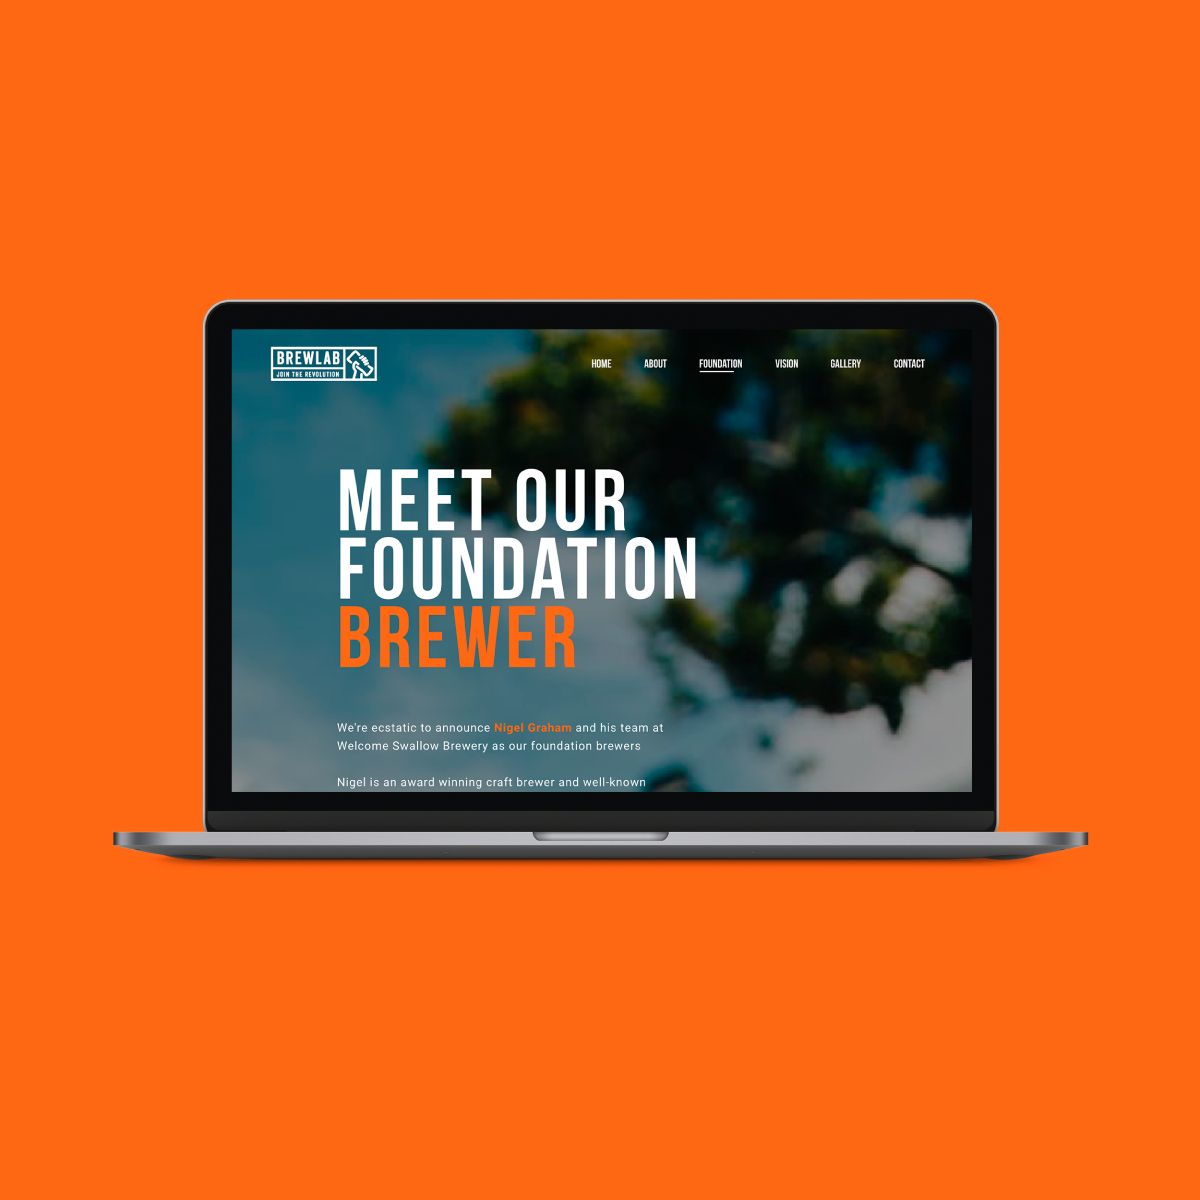 BREWLAB
JOIN THE REVOLUTION
HOME ABOUT FOUNDATION VISION GALLERY CONTACT
MEET OUR
FOUNDATION
BREWER
We're ecstatic to announce Nigel Graham and his team at
Welcome Swallow Brewery as our foundation brewers
Nigel is an award winning craft brewer and well-known